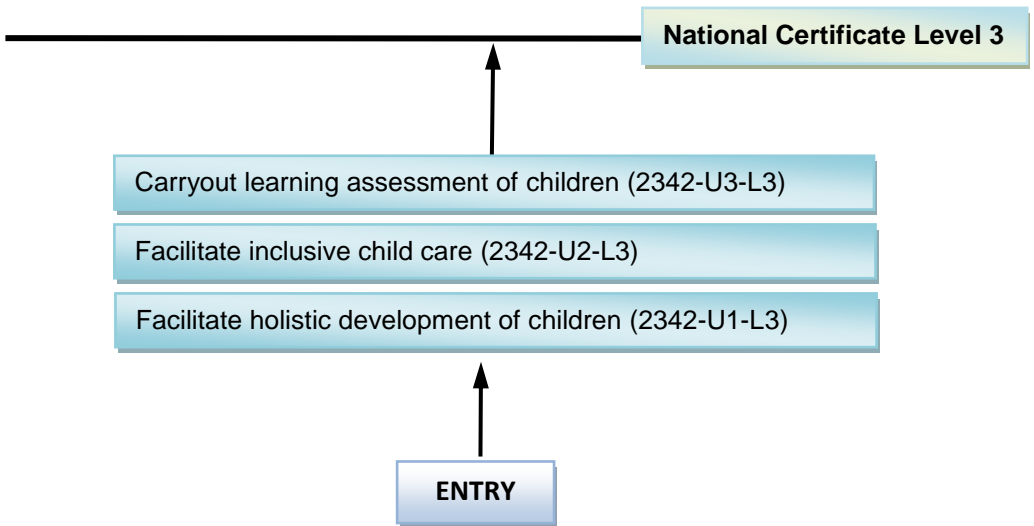 National Certificate Level 3
Carryout learning assessment of children (2342-U3-L3)
Facilitate inclusive child care (2342-U2-L3)
Facilitate holistic development of children (2342-U1-L3)
ENTRY